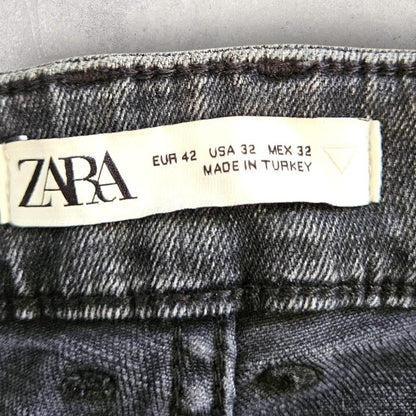 ZARA
EUR 42 USA 32 MEX 32
MADE IN TURKEY